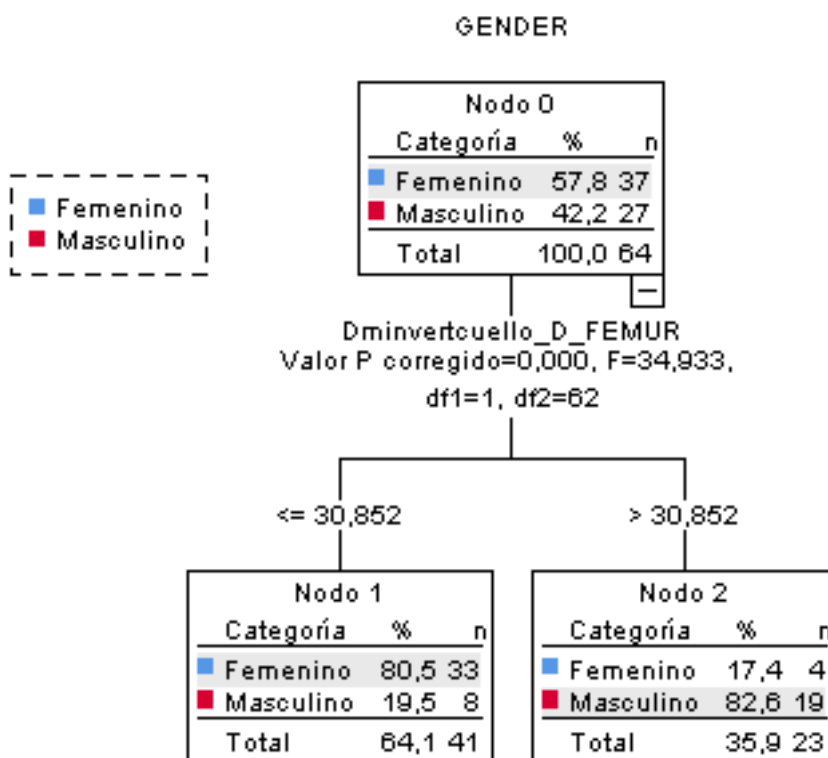 GENDER
Nodo 0
Categoría % n
Femenino 57,8 37
Masculino 42,2 27
Total 100,0 64
Femenino
Masculino
Dminvertcuello_D_FEMUR
Valor P corregido=0,000, F=34,933,
df1=1, df2=62
<= 30,852
> 30,852
Nodo 1
Categoría % n
Femenino 80,5 33
Masculino 19,5 8
Total 64,1 41
Nodo 2
Categoría % n
Femenino 17,4 4
Masculino 82,6 19
Total 35,9 23